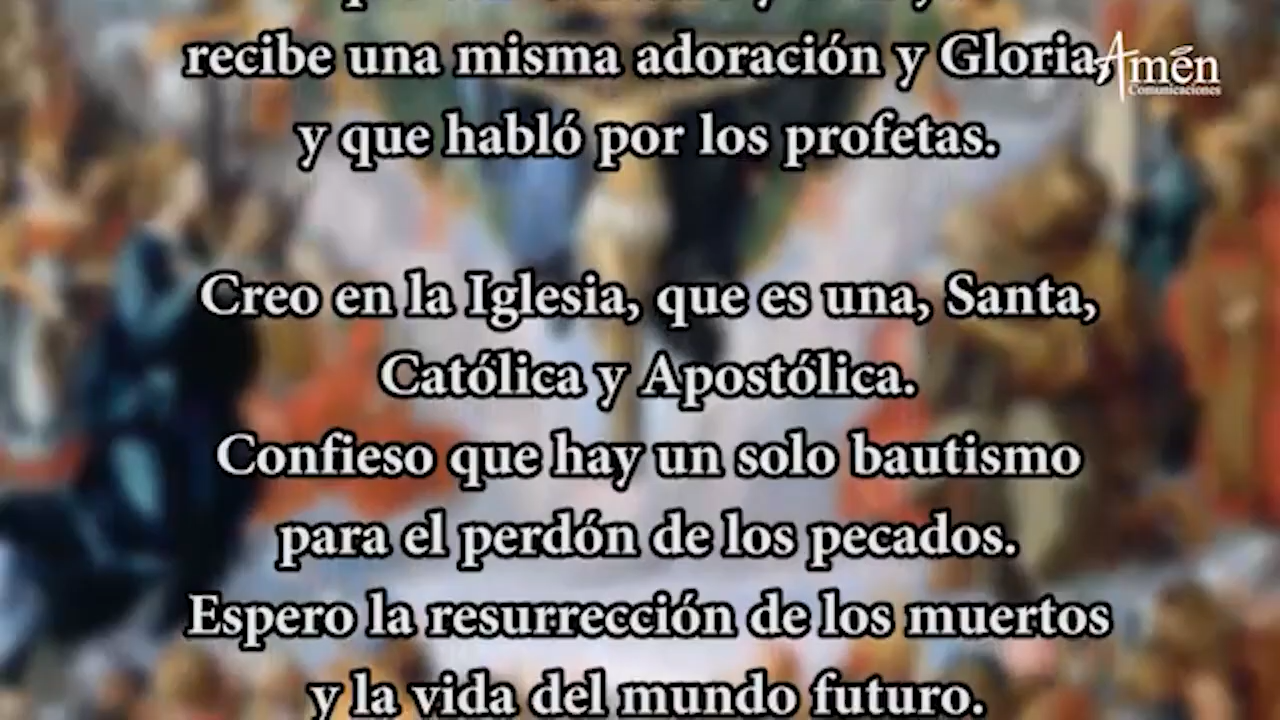 recibe una misma adoración y Gloria,
y que habló por los profetas.
Creo en la Iglesia, que es una, Santa,
Católica y Apostólica.
Confieso que hay un solo bautismo
para el perdón de los pecados.
Espero la resurrección de los muertos
y la vida del mundo futuro.
Amén
Comunicaciones